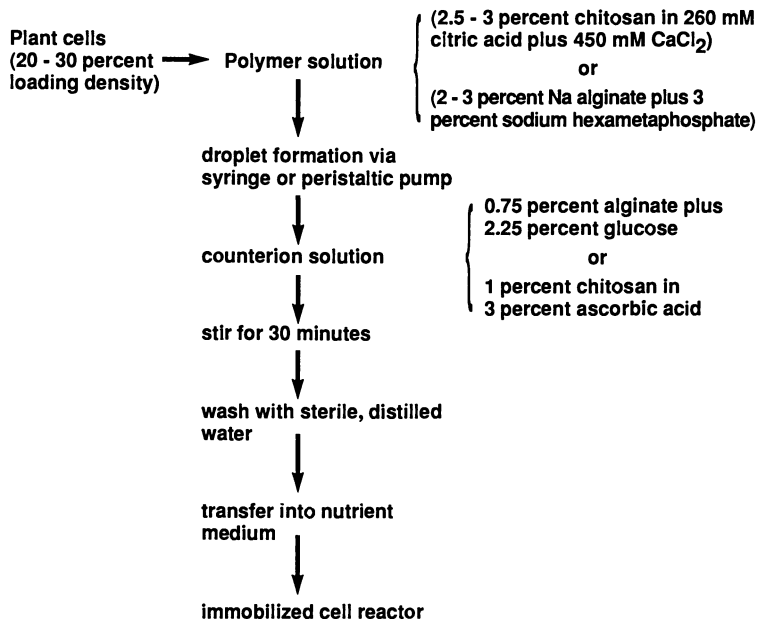 Plant cells
(20 - 30 percent
loading density)
Polymer solution
(2.5 - 3 percent chitosan in 260 mM
citric acid plus 450 mM CaCl2)
or
(2 - 3 percent Na alginate plus 3
percent sodium hexametaphosphate)
droplet formation via
syringe or peristaltic pump
counterion solution
0.75 percent alginate plus
2.25 percent glucose
or
1 percent chitosan in
3 percent ascorbic acid
stir for 30 minutes
wash with sterile, distilled
water
transfer into nutrient
medium
immobilized cell reactor